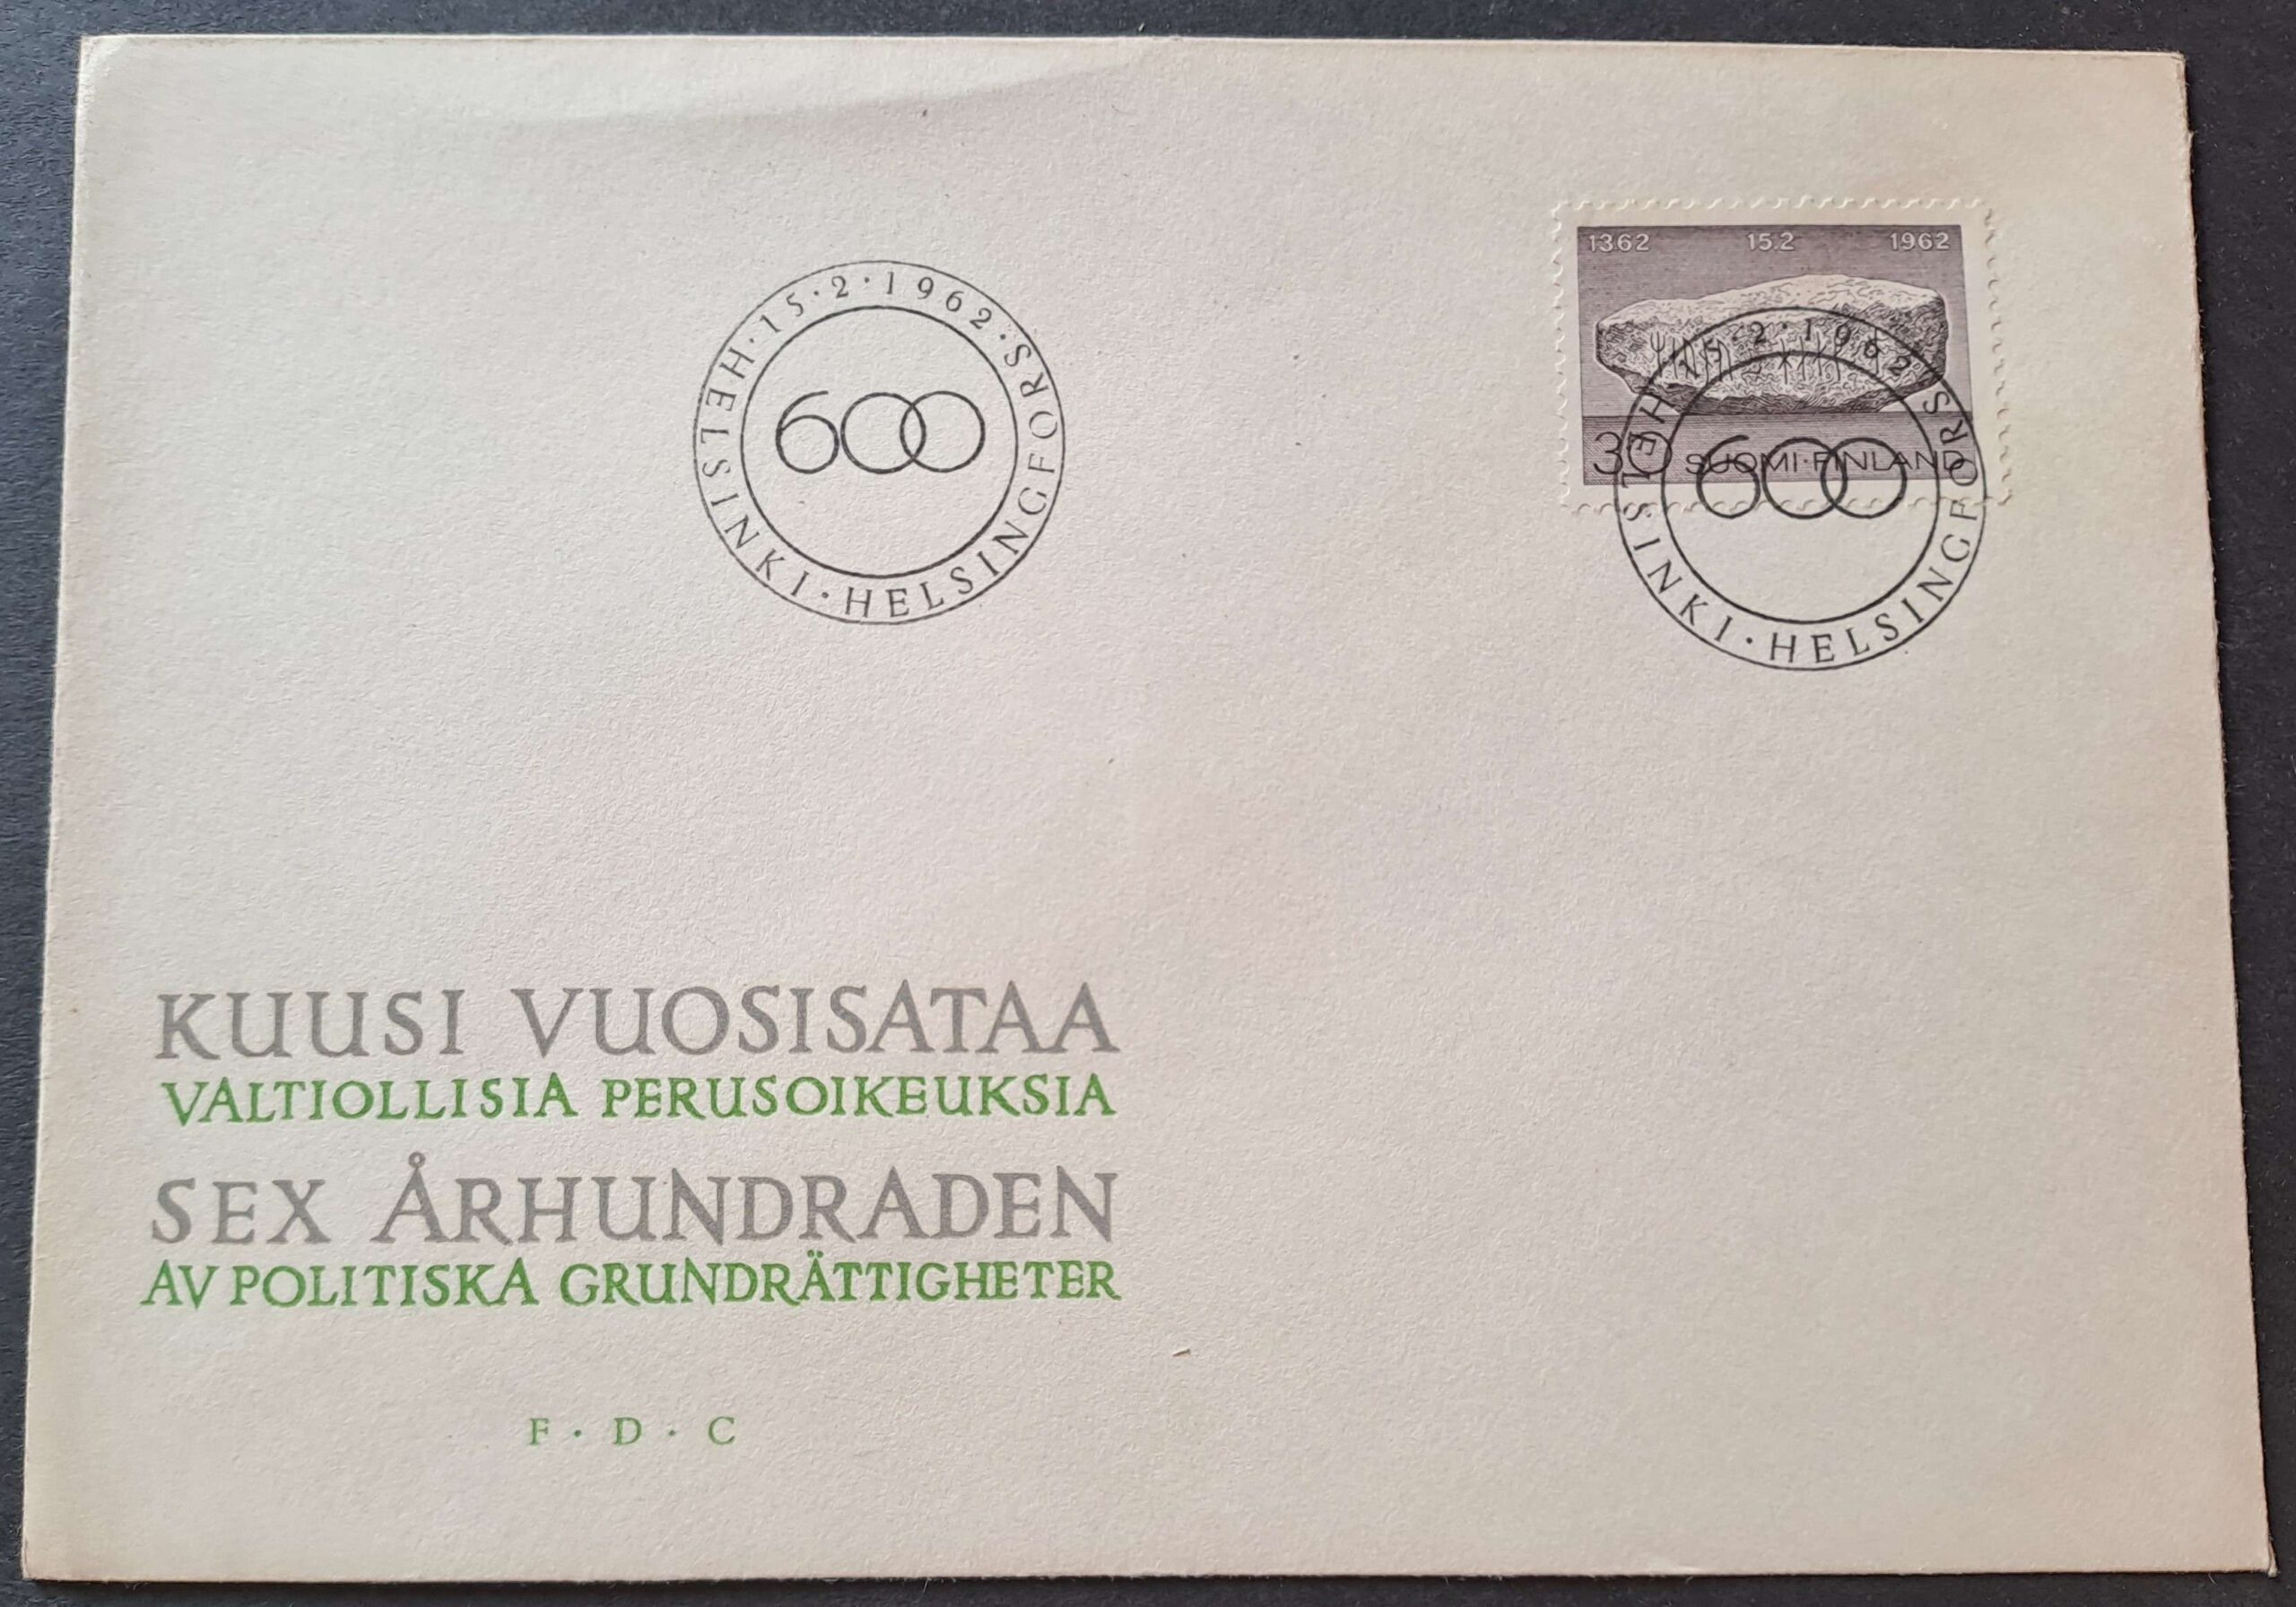 1362 15.2 1962
30 SUOMI·FINLAND
HELSINKI · 15·2·1962 · HELSINGFORS
600
HELSINKI · 15·2·1962 · HELSINGFORS
600
KUUSI VUOSISATAA
VALTIOLLISIA PERUSOIKEUKSIA
SEX ÅRHUNDRADEN
AV POLITISKA GRUNDRÄTTIGHETER
F · D · C